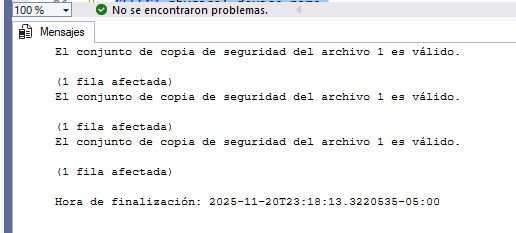 100 %
No se encontraron problemas.
Mensajes
El conjunto de copia de seguridad del archivo 1 es válido.
(1 fila afectada)
El conjunto de copia de seguridad del archivo 1 es válido.
(1 fila afectada)
El conjunto de copia de seguridad del archivo 1 es válido.
(1 fila afectada)
Hora de finalización: 2025-11-20T23:18:13.3220535-05:00